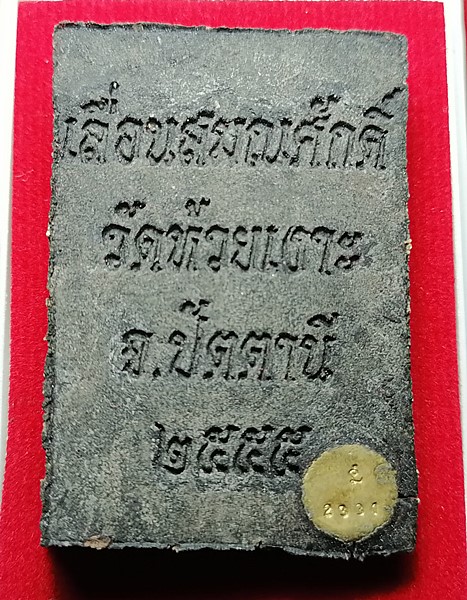 เลื่อนสมณศักดิ์
วัดห้วยเงาะ
จ.ปัตตานี
๒๕๕๕